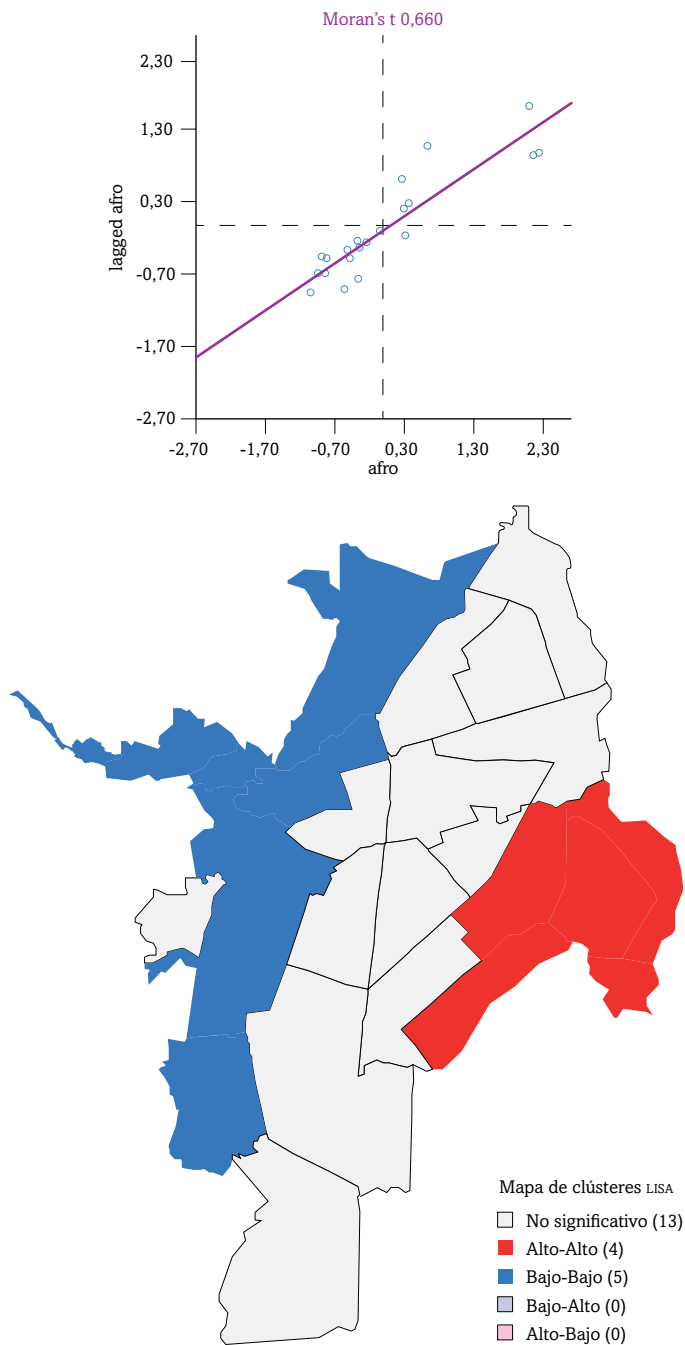 Moran's t 0,660
2,30
1,30
0,30
-0,70
-1,70
-2,70
lagged afro
-2,70 -1,70 -0,70 0,30 1,30 2,30
afro
Mapa de clústeres LISA
No significativo (13)
Alto-Alto (4)
Bajo-Bajo (5)
Bajo-Alto (0)
Alto-Bajo (0)